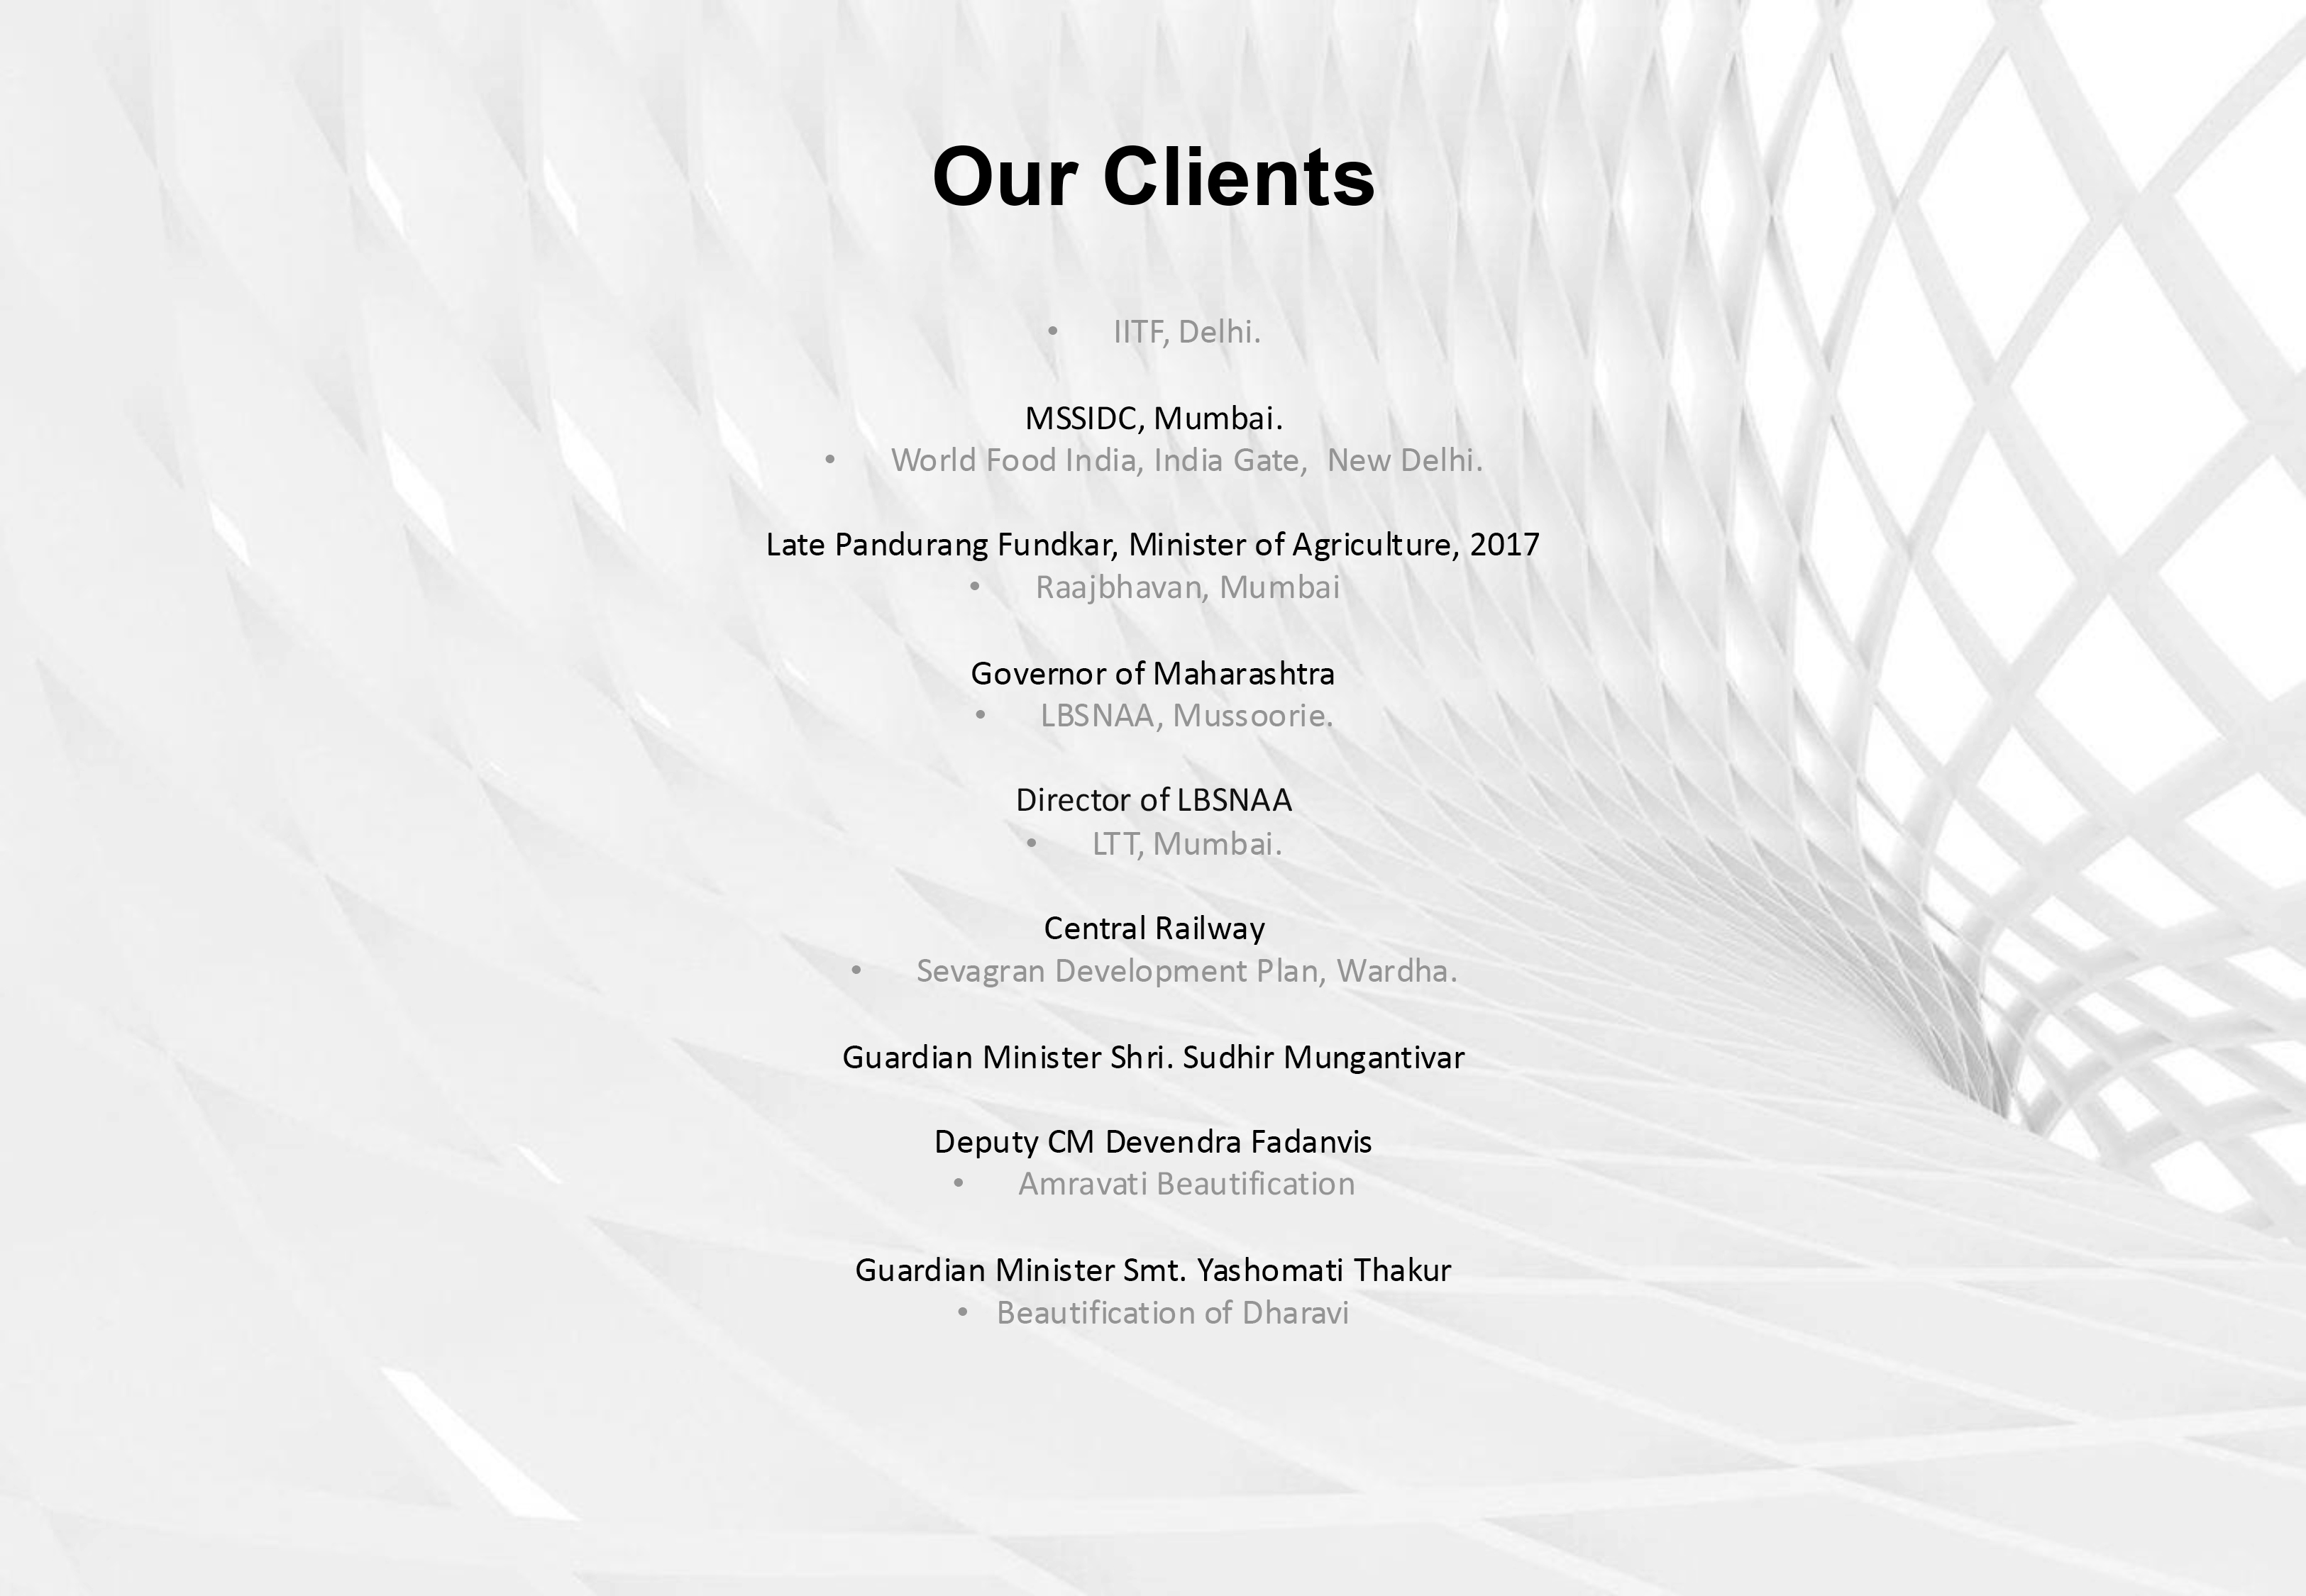 Our Clients
• IITF, Delhi.
MSSIDC, Mumbai.
• World Food India, India Gate, New Delhi.
Late Pandurang Fundkar, Minister of Agriculture, 2017
• Raajbhavan, Mumbai
Governor of Maharashtra
• LBSNAA, Mussoorie.
Director of LBSNAA
• LTT, Mumbai.
Central Railway
• Sevagran Development Plan, Wardha.
Guardian Minister Shri. Sudhir Mungantivar
Deputy CM Devendra Fadanvis
• Amravati Beautification
Guardian Minister Smt. Yashomati Thakur
• Beautification of Dharavi